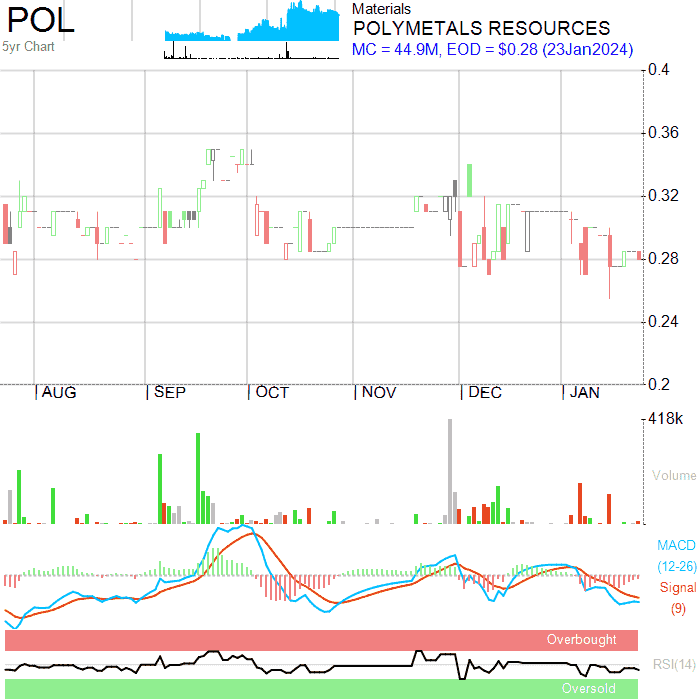 POL
5yr Chart
Materials
POLYMETALS RESOURCES
MC = 44.9M, EOD = $0.28 (23Jan2024)
0.4
0.36
0.32
0.28
0.24
0.2
AUG SEP OCT NOV DEC JAN
418k
Volume
MACD
(12-26)
Signal
(9)
Overbought
RSI(14)
Oversold